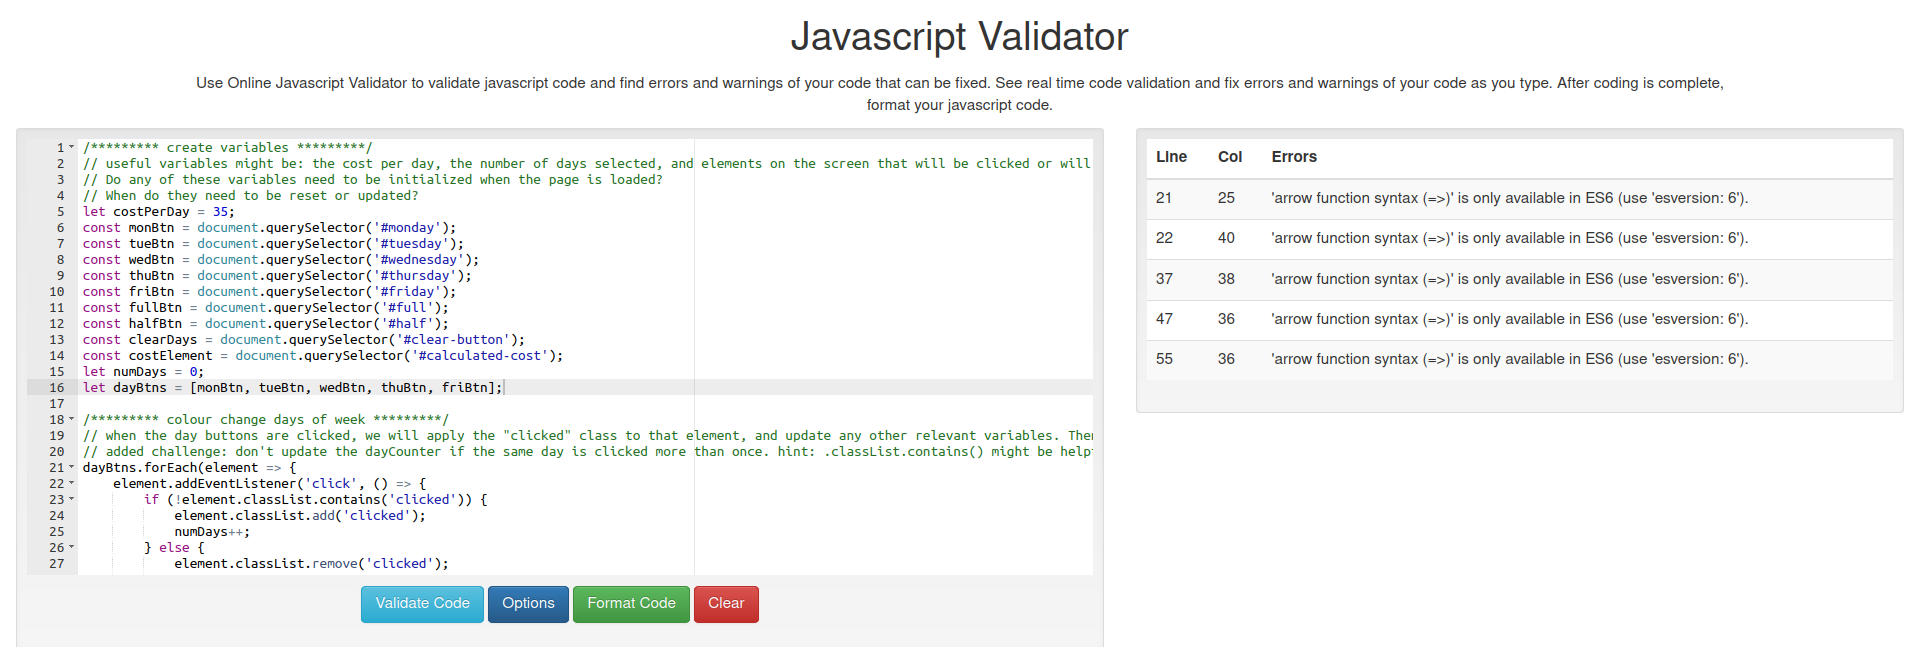 Javascript Validator
Use Online Javascript Validator to validate javascript code and find errors and warnings of your code that can be fixed. See real time code validation and fix errors and warnings of your code as you type. After coding is complete,
format your javascript code.
1 /********* create variables *********/
2 // useful variables might be: the cost per day, the number of days selected, and elements on the screen that will be clicked or will
3 // Do any of these variables need to be initialized when the page is loaded?
4 // When do they need to be reset or updated?
5 let costPerDay = 35;
6 const monBtn = document.querySelector('#monday');
7 const tueBtn = document.querySelector('#tuesday');
8 const wedBtn = document.querySelector('#wednesday');
9 const thuBtn = document.querySelector('#thursday');
10 const friBtn = document.querySelector('#friday');
11 const fullBtn = document.querySelector('#full');
12 const halfBtn = document.querySelector('#half');
13 const clearDays = document.querySelector('#clear-button');
14 const costElement = document.querySelector('#calculated-cost');
15 let numDays = 0;
16 let dayBtns = [monBtn, tueBtn, wedBtn, thuBtn, friBtn];
17
18 /********* colour change days of week *********/
19 // when the day buttons are clicked, we will apply the "clicked" class to that element, and update any other relevant variables. Then
20 // added challenge: don't update the dayCounter if the same day is clicked more than once. hint: .classList.contains() might be help
21 dayBtns.forEach(element => {
22 element.addEventListener('click', () => {
23 if (!element.classList.contains('clicked')) {
24 element.classList.add('clicked');
25 numDays++;
26 } else {
27 element.classList.remove('clicked');
Validate Code Options Format Code Clear
Line Col Errors
21 25 'arrow function syntax (=>)' is only available in ES6 (use 'esversion: 6').
22 40 'arrow function syntax (=>)' is only available in ES6 (use 'esversion: 6').
37 38 'arrow function syntax (=>)' is only available in ES6 (use 'esversion: 6').
47 36 'arrow function syntax (=>)' is only available in ES6 (use 'esversion: 6').
55 36 'arrow function syntax (=>)' is only available in ES6 (use 'esversion: 6').